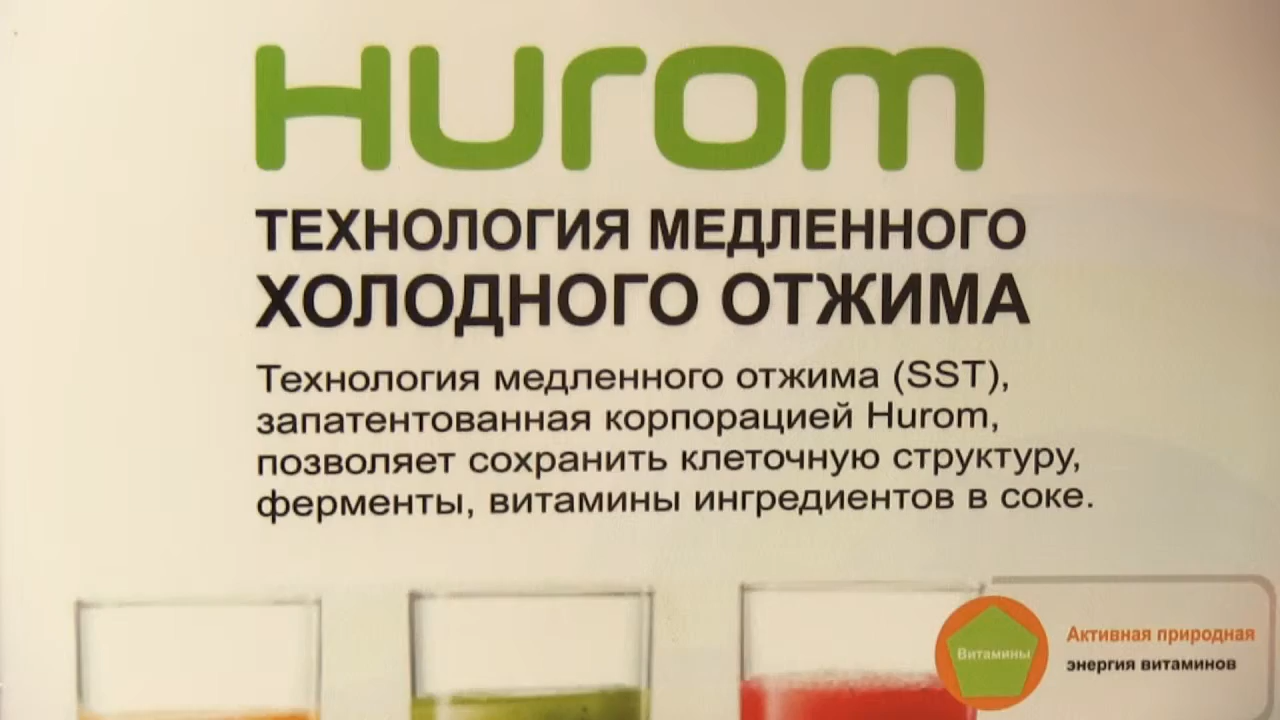 Hurom
ТЕХНОЛОГИЯ МЕДЛЕННОГО
ХОЛОДНОГО ОТЖИМА
Технология медленного отжима (SST),
запатентованная корпорацией Hurom,
позволяет сохранить клеточную структуру,
ферменты, витамины ингредиентов в соке.
Витамины
Активная природная
энергия витаминов